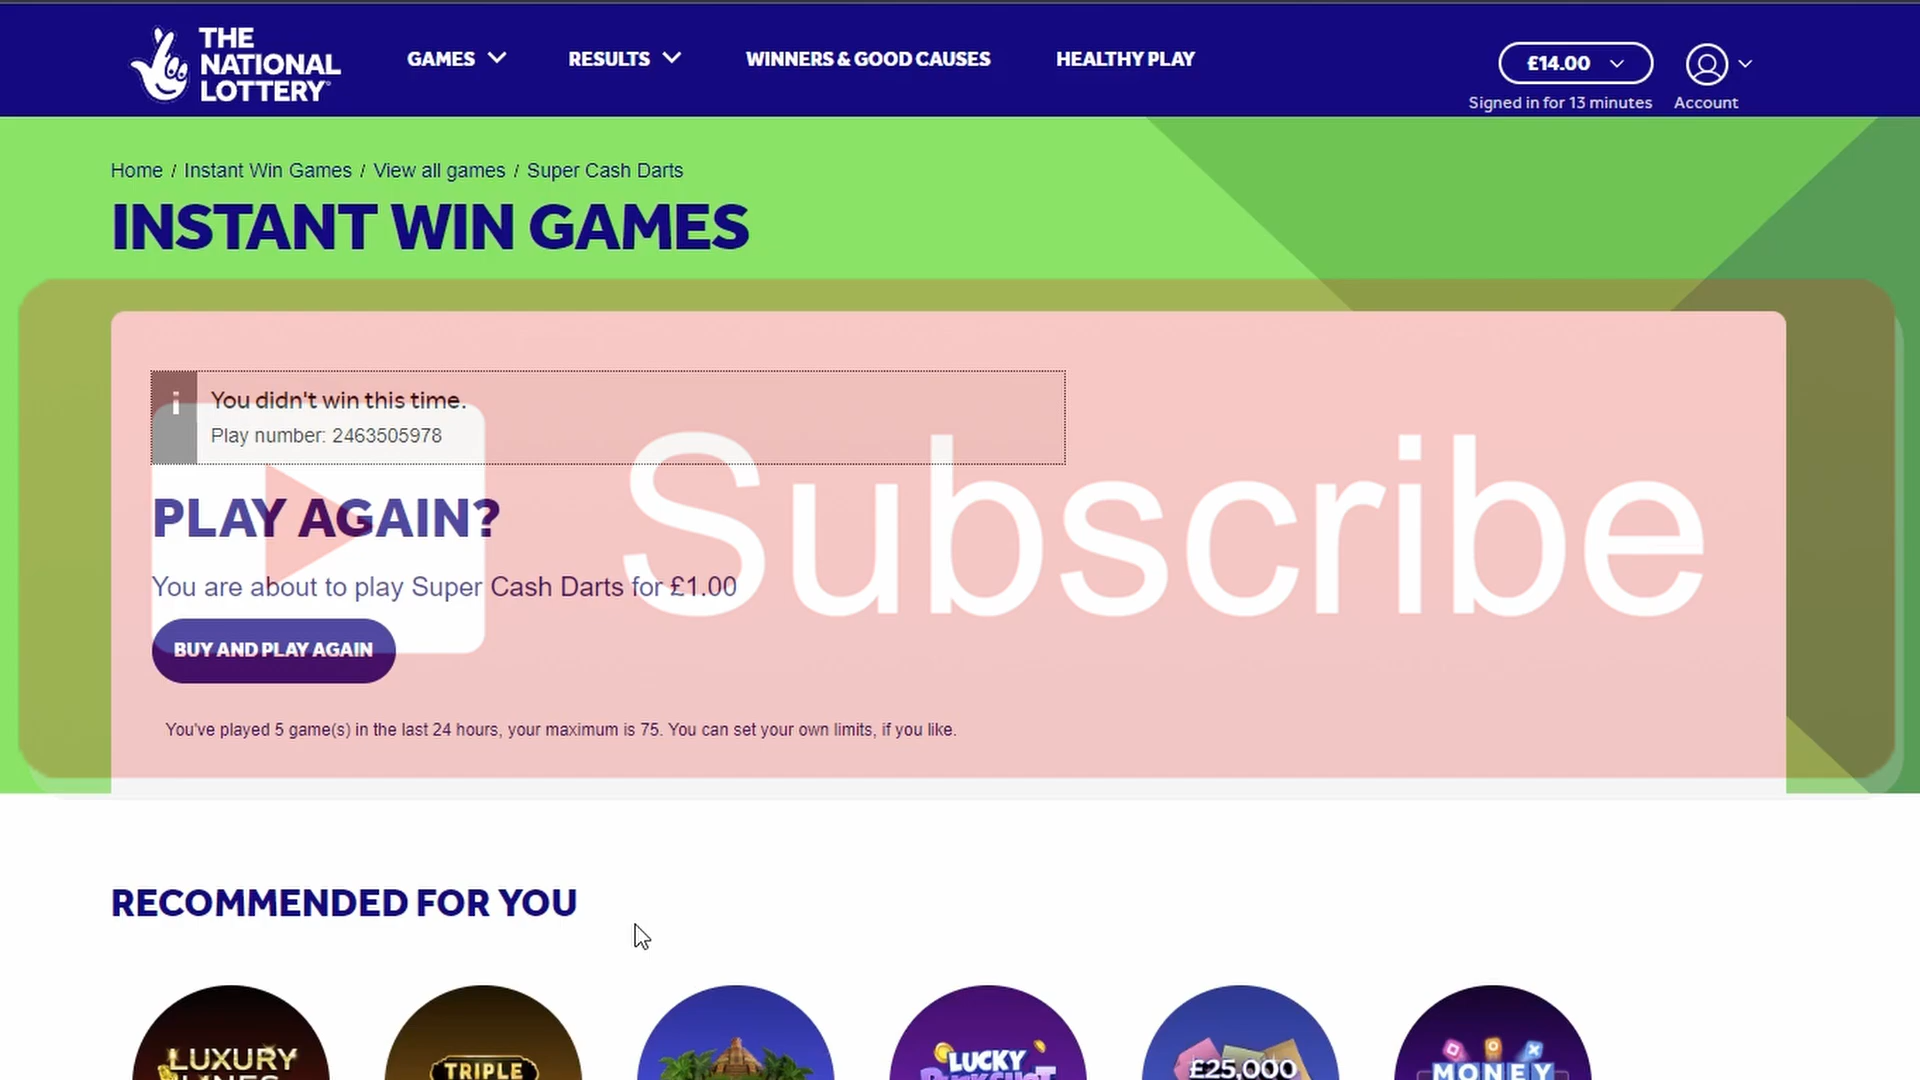 THE
NATIONAL
LOTTERY
GAMES
RESULTS
WINNERS & GOOD CAUSES
HEALTHY PLAY
£14.00
Signed in for 13 minutes
Account
Home / Instant Win Games / View all games / Super Cash Darts
INSTANT WIN GAMES
i
You didn't win this time.
Play number: 2463505978
Subscribe
PLAY AGAIN?
You are about to play Super Cash Darts for £1.00
BUY AND PLAY AGAIN
You've played 5 game(s) in the last 24 hours, your maximum is 75. You can set your own limits, if you like.
RECOMMENDED FOR YOU
LUXURY
TRIPLE
LUCKY
£25,000
MONEY